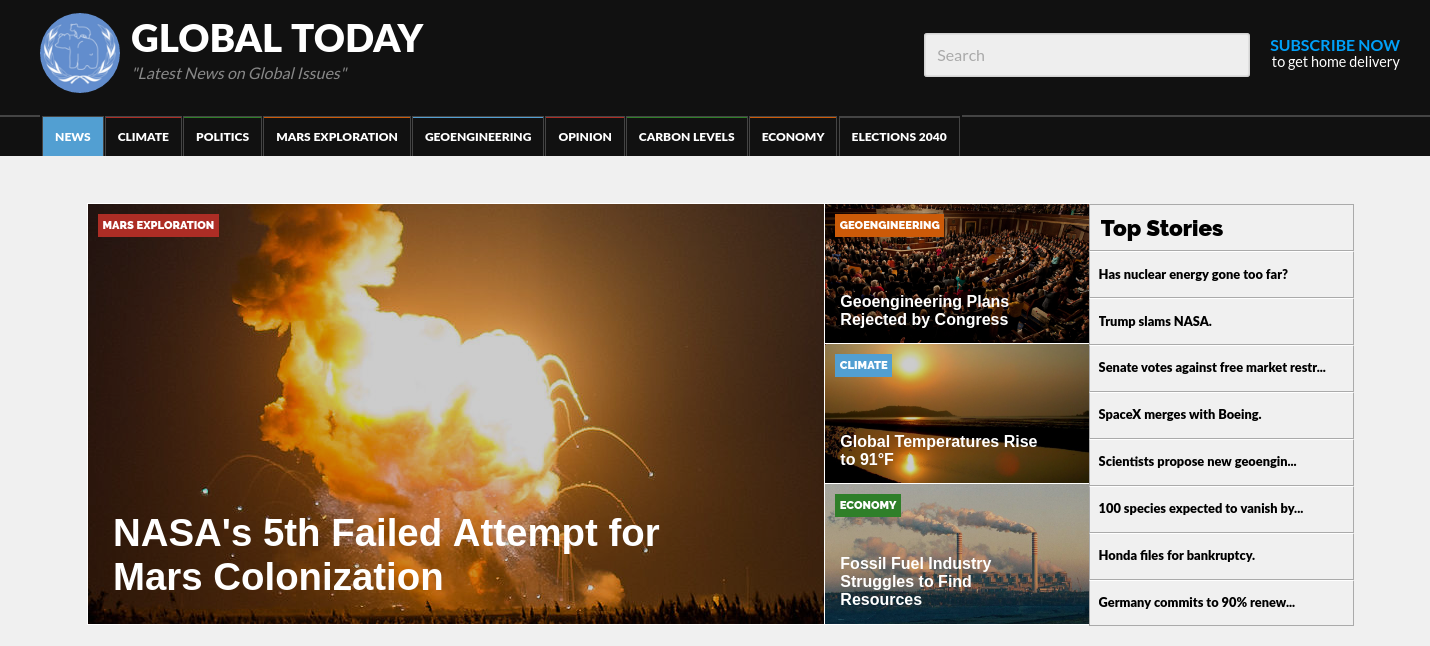 GLOBAL TODAY
"Latest News on Global Issues"
Search
SUBSCRIBE NOW
to get home delivery
NEWS
CLIMATE
POLITICS
MARS EXPLORATION
GEOENGINEERING
OPINION
CARBON LEVELS
ECONOMY
ELECTIONS 2040
MARS EXPLORATION
NASA's 5th Failed Attempt for
Mars Colonization
GEOENGINEERING
Geoengineering Plans
Rejected by Congress
CLIMATE
Global Temperatures Rise
to 91°F
ECONOMY
Fossil Fuel Industry
Struggles to Find
Resources
Top Stories
Has nuclear energy gone too far?
Trump slams NASA.
Senate votes against free market restr...
SpaceX merges with Boeing.
Scientists propose new geoengin...
100 species expected to vanish by...
Honda files for bankruptcy.
Germany commits to 90% renew...